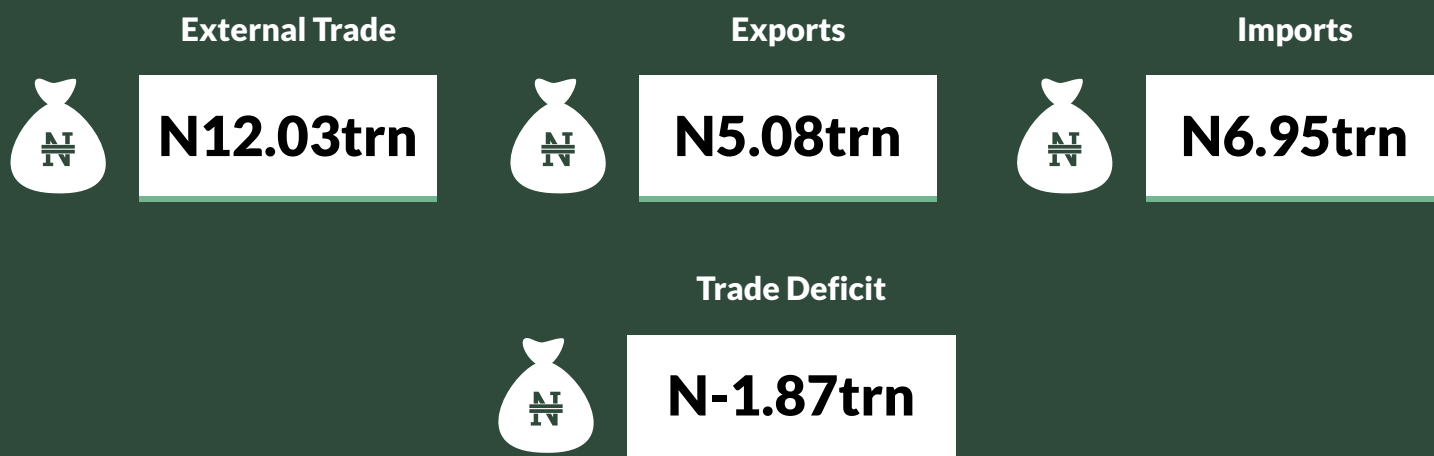 External Trade
Exports
Imports
₦
N12.03trn
₦
N5.08trn
₦
N6.95trn
Trade Deficit
₦
N-1.87trn